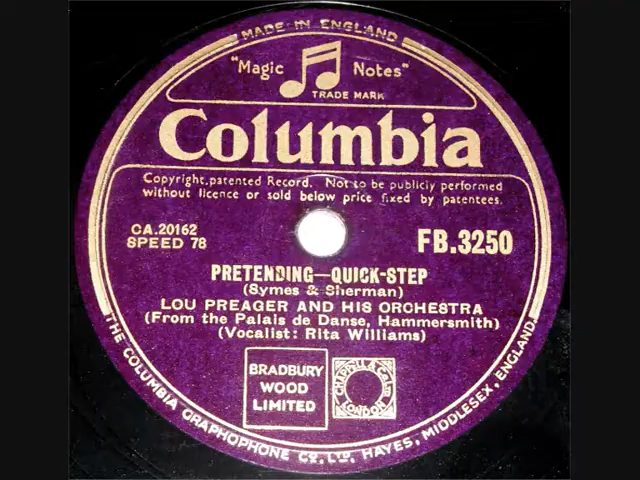 MADE IN ENGLAND
"Magic Notes"
TRADE MARK
Columbia
Copyright, patented Record. Not to be publicly performed
without licence or sold below price fixed by patentees.
CA.20162
SPEED 78
FB.3250
PRETENDING—QUICK-STEP
(Symes & Sherman)
LOU PREAGER AND HIS ORCHESTRA
(From the Palais de Danse, Hammersmith)
(Vocalist: Rita Williams)
BRADBURY
WOOD
LIMITED
CHAPPELL & Co LTD
LONDON
THE COLUMBIA GRAPHOPHONE Co., LTD., HAYES, MIDDLESEX, ENGLAND.